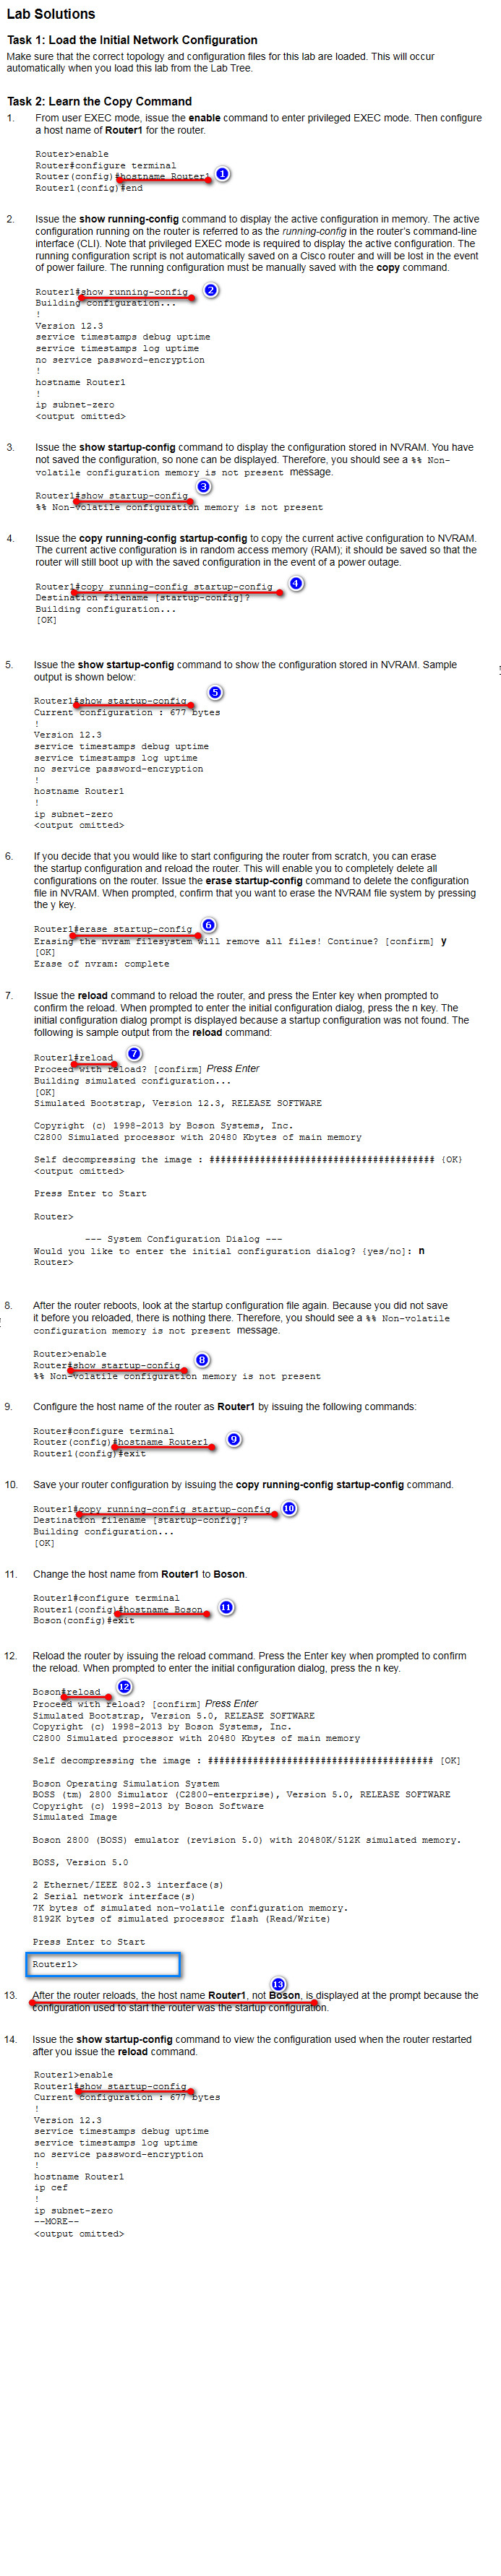 Lab Solutions
Task 1: Load the Initial Network Configuration
Make sure that the correct topology and configuration files for this lab are loaded. This will occur
automatically when you load this lab from the Lab Tree.
Task 2: Learn the Copy Command
1. From user EXEC mode, issue the enable command to enter privileged EXEC mode. Then configure
a host name of Router1 for the router.
Router>enable
Router#configure terminal
Router(config)#hostname Router1 1
Router1(config)#end
2. Issue the show running-config command to display the active configuration in memory. The active
configuration running on the router is referred to as the running-config in the router's command-line
interface (CLI). Note that privileged EXEC mode is required to display the active configuration. The
running configuration script is not automatically saved on a Cisco router and will be lost in the event
of power failure. The running configuration must be manually saved with the copy command.
Router1#show running-config 2
Building configuration...
!
Version 12.3
service timestamps debug uptime
service timestamps log uptime
no service password-encryption
!
hostname Router1
!
ip subnet-zero
<output omitted>
3. Issue the show startup-config command to display the configuration stored in NVRAM. You have
not saved the configuration, so none can be displayed. Therefore, you should see a %% Non-
volatile configuration memory is not present message.
Router1#show startup-config 3
%% Non-volatile configuration memory is not present
4. Issue the copy running-config startup-config to copy the current active configuration to NVRAM.
The current active configuration is in random access memory (RAM); it should be saved so that the
router will still boot up with the saved configuration in the event of a power outage.
Router1#copy running-config startup-config 4
Destination filename [startup-config]?
Building configuration...
[OK]
5. Issue the show startup-config command to show the configuration stored in NVRAM. Sample
output is shown below:
Router1#show startup-config 5
Current configuration : 677 bytes
!
Version 12.3
service timestamps debug uptime
service timestamps log uptime
no service password-encryption
!
hostname Router1
!
ip subnet-zero
<output omitted>
6. If you decide that you would like to start configuring the router from scratch, you can erase
the startup configuration and reload the router. This will enable you to completely delete all
configurations on the router. Issue the erase startup-config command to delete the configuration
file in NVRAM. When prompted, confirm that you want to erase the NVRAM file system by pressing
the y key.
Router1#erase startup-config 6
Erasing the nvram filesystem will remove all files! Continue? [confirm] y
[OK]
Erase of nvram: complete
7. Issue the reload command to reload the router, and press the Enter key when prompted to
confirm the reload. When prompted to enter the initial configuration dialog, press the n key. The
initial configuration dialog prompt is displayed because a startup configuration was not found. The
following is sample output from the reload command:
Router1#reload 7
Proceed with reload? [confirm] Press Enter
Building simulated configuration...
[OK]
Simulated Bootstrap, Version 12.3, RELEASE SOFTWARE
Copyright (c) 1998-2013 by Boson Systems, Inc.
C2800 Simulated processor with 20480 Kbytes of main memory
Self decompressing the image : ######################################## {OK}
<output omitted>
Press Enter to Start
Router>
--- System Configuration Dialog ---
Would you like to enter the initial configuration dialog? {yes/no]: n
Router>
8. After the router reboots, look at the startup configuration file again. Because you did not save
it before you reloaded, there is nothing there. Therefore, you should see a %% Non-volatile
configuration memory is not present message.
Router>enable
Router#show startup-config 8
%% Non-volatile configuration memory is not present
9. Configure the host name of the router as Router1 by issuing the following commands:
Router#configure terminal
Router(config)#hostname Router1 9
Router1(config)#exit
10. Save your router configuration by issuing the copy running-config startup-config command.
Router1#copy running-config startup-config 10
Destination filename [startup-config]?
Building configuration...
[OK]
11. Change the host name from Router1 to Boson.
Router1#configure terminal
Router1(config)#hostname Boson 11
Boson(config)#exit
12. Reload the router by issuing the reload command. Press the Enter key when prompted to confirm
the reload. When prompted to enter the initial configuration dialog, press the n key.
Boson#reload 12
Proceed with reload? [confirm] Press Enter
Simulated Bootstrap, Version 5.0, RELEASE SOFTWARE
Copyright (c) 1998-2013 by Boson Systems, Inc.
C2800 Simulated processor with 20480 Kbytes of main memory
Self decompressing the image : ######################################## [OK]
Boson Operating Simulation System
BOSS (tm) 2800 Simulator (C2800-enterprise), Version 5.0, RELEASE SOFTWARE
Copyright (c) 1998-2013 by Boson Software
Simulated Image
Boson 2800 (BOSS) emulator (revision 5.0) with 20480K/512K simulated memory.
BOSS, Version 5.0
2 Ethernet/IEEE 802.3 interface(s)
2 Serial network interface(s)
7K bytes of simulated non-volatile configuration memory.
8192K bytes of simulated processor flash (Read/Write)
Press Enter to Start
Router1>
13
13. After the router reloads, the host name Router1, not Boson, is displayed at the prompt because the
configuration used to start the router was the startup configuration.
14. Issue the show startup-config command to view the configuration used when the router restarted
after you issue the reload command.
Router1>enable
Router1#show startup-config
Current configuration : 677 bytes
!
Version 12.3
service timestamps debug uptime
service timestamps log uptime
no service password-encryption
!
hostname Router1
ip cef
!
ip subnet-zero
--MORE--
<output omitted>